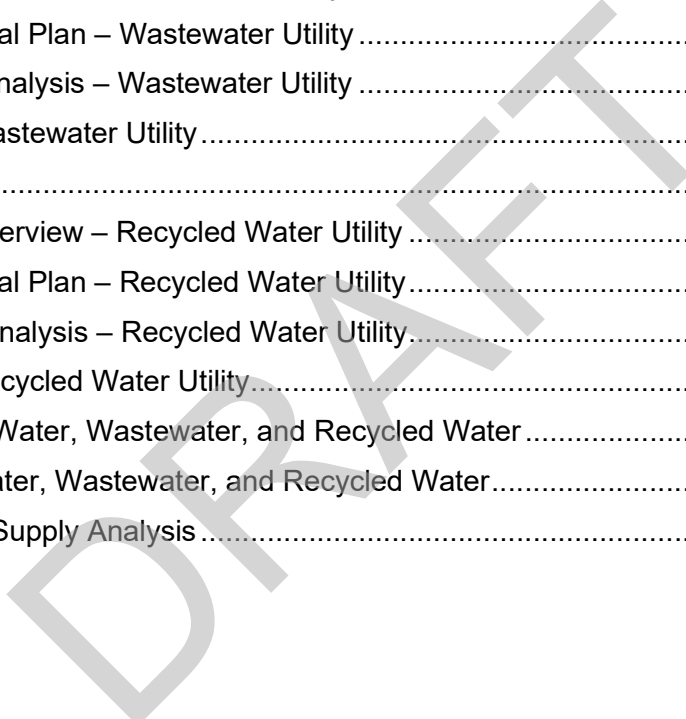 al Plan – Wastewater Utility ................................................
nalysis – Wastewater Utility ................................................
astewater Utility ......................................................................
.................................................................................................
erview – Recycled Water Utility .........................................
al Plan – Recycled Water Utility .........................................
nalysis – Recycled Water Utility .........................................
cycled Water Utility ................................................................
Water, Wastewater, and Recycled Water ........................
ater, Wastewater, and Recycled Water .............................
Supply Analysis ......................................................................
DRAFT